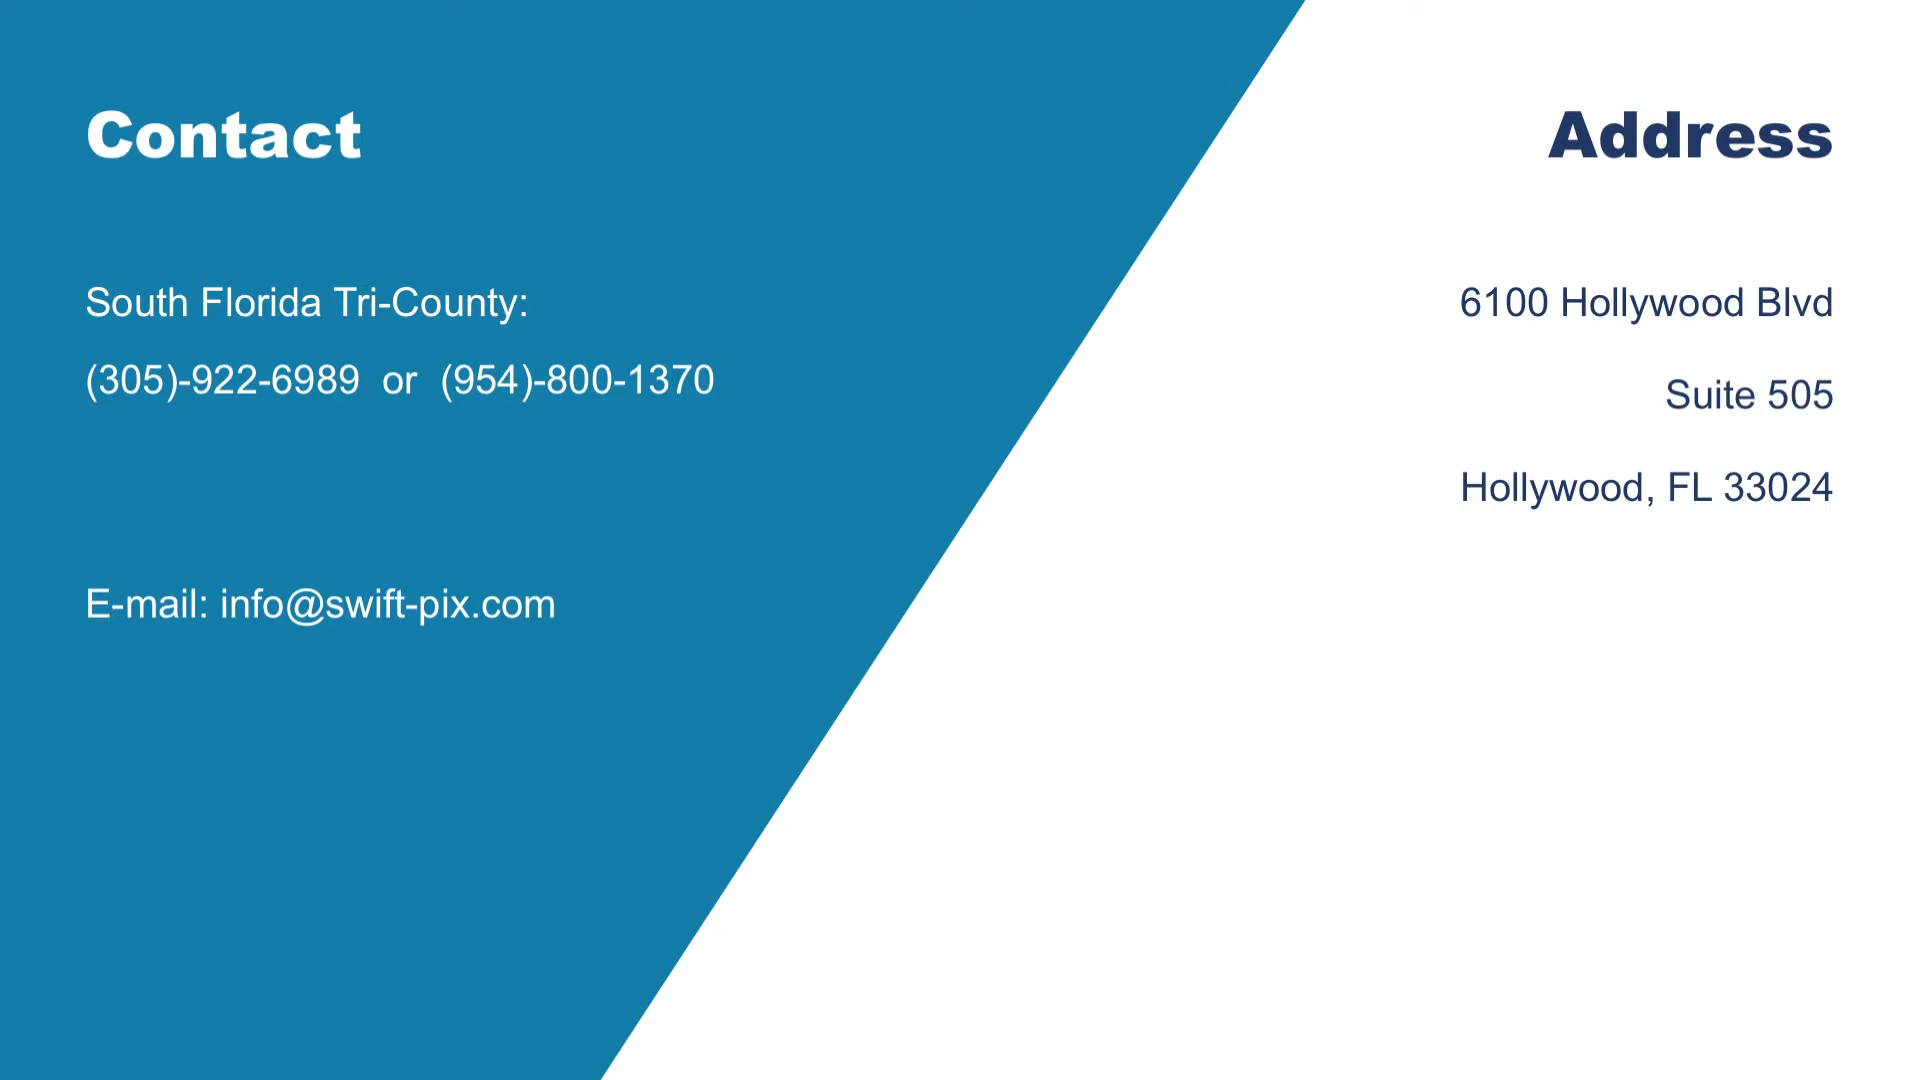 Contact
South Florida Tri-County:
(305)-922-6989  or  (954)-800-1370
E-mail: info@swift-pix.com
Address
6100 Hollywood Blvd
Suite 505
Hollywood, FL 33024